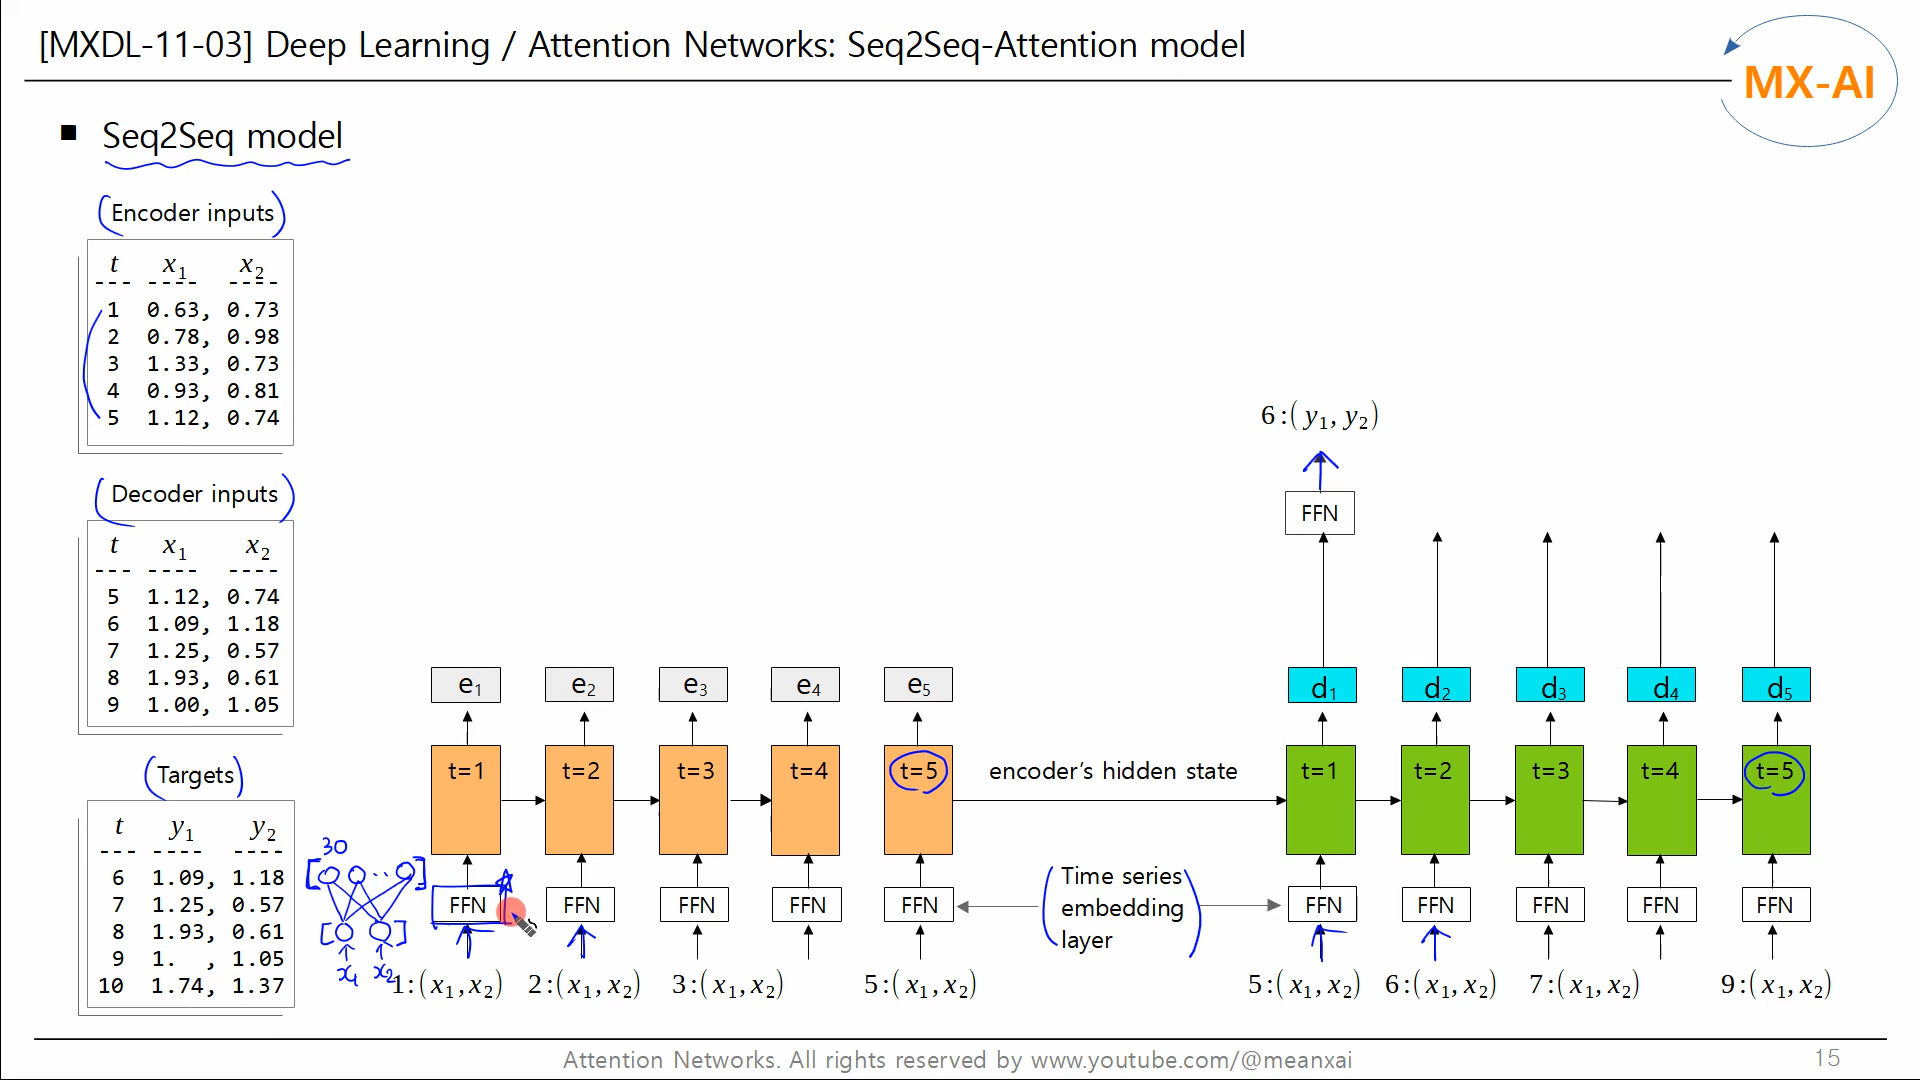 [MXDL-11-03] Deep Learning / Attention Networks: Seq2Seq-Attention model
MX-AI
■ Seq2Seq model
Encoder inputs
t x₁ x₂
--- ---- ----
1 0.63, 0.73
2 0.78, 0.98
3 1.33, 0.73
4 0.93, 0.81
5 1.12, 0.74
Decoder inputs
t x₁ x₂
--- ---- ----
5 1.12, 0.74
6 1.09, 1.18
7 1.25, 0.57
8 1.93, 0.61
9 1.00, 1.05
Targets
t y₁ y₂
--- ---- ----
6 1.09, 1.18
7 1.25, 0.57
8 1.93, 0.61
9 1. , 1.05
10 1.74, 1.37
30
x₁ x₂
6:(y₁, y₂)
FFN
e₁ e₂ e₃ e₄ e₅ d₁ d₂ d₃ d₄ d₅
t=1 t=2 t=3 t=4 t=5 encoder's hidden state t=1 t=2 t=3 t=4 t=5
FFN FFN FFN FFN FFN
Time series
embedding
layer
FFN FFN FFN FFN FFN
1:(x₁,x₂) 2:(x₁,x₂) 3:(x₁,x₂) 5:(x₁,x₂) 5:(x₁,x₂) 6:(x₁,x₂) 7:(x₁,x₂) 9:(x₁,x₂)
Attention Networks. All rights reserved by www.youtube.com/@meanxai
15